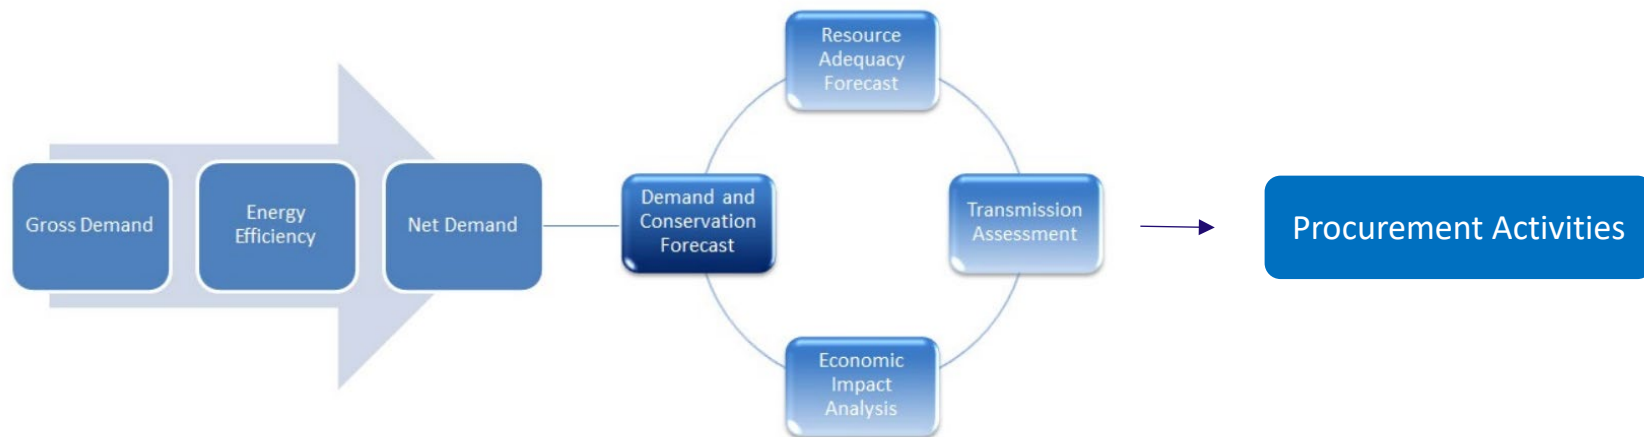 Gross Demand
Energy
Efficiency
Net Demand
Demand and
Conservation
Forecast
Resource
Adequacy
Forecast
Transmission
Assessment
Economic
Impact
Analysis
Procurement Activities